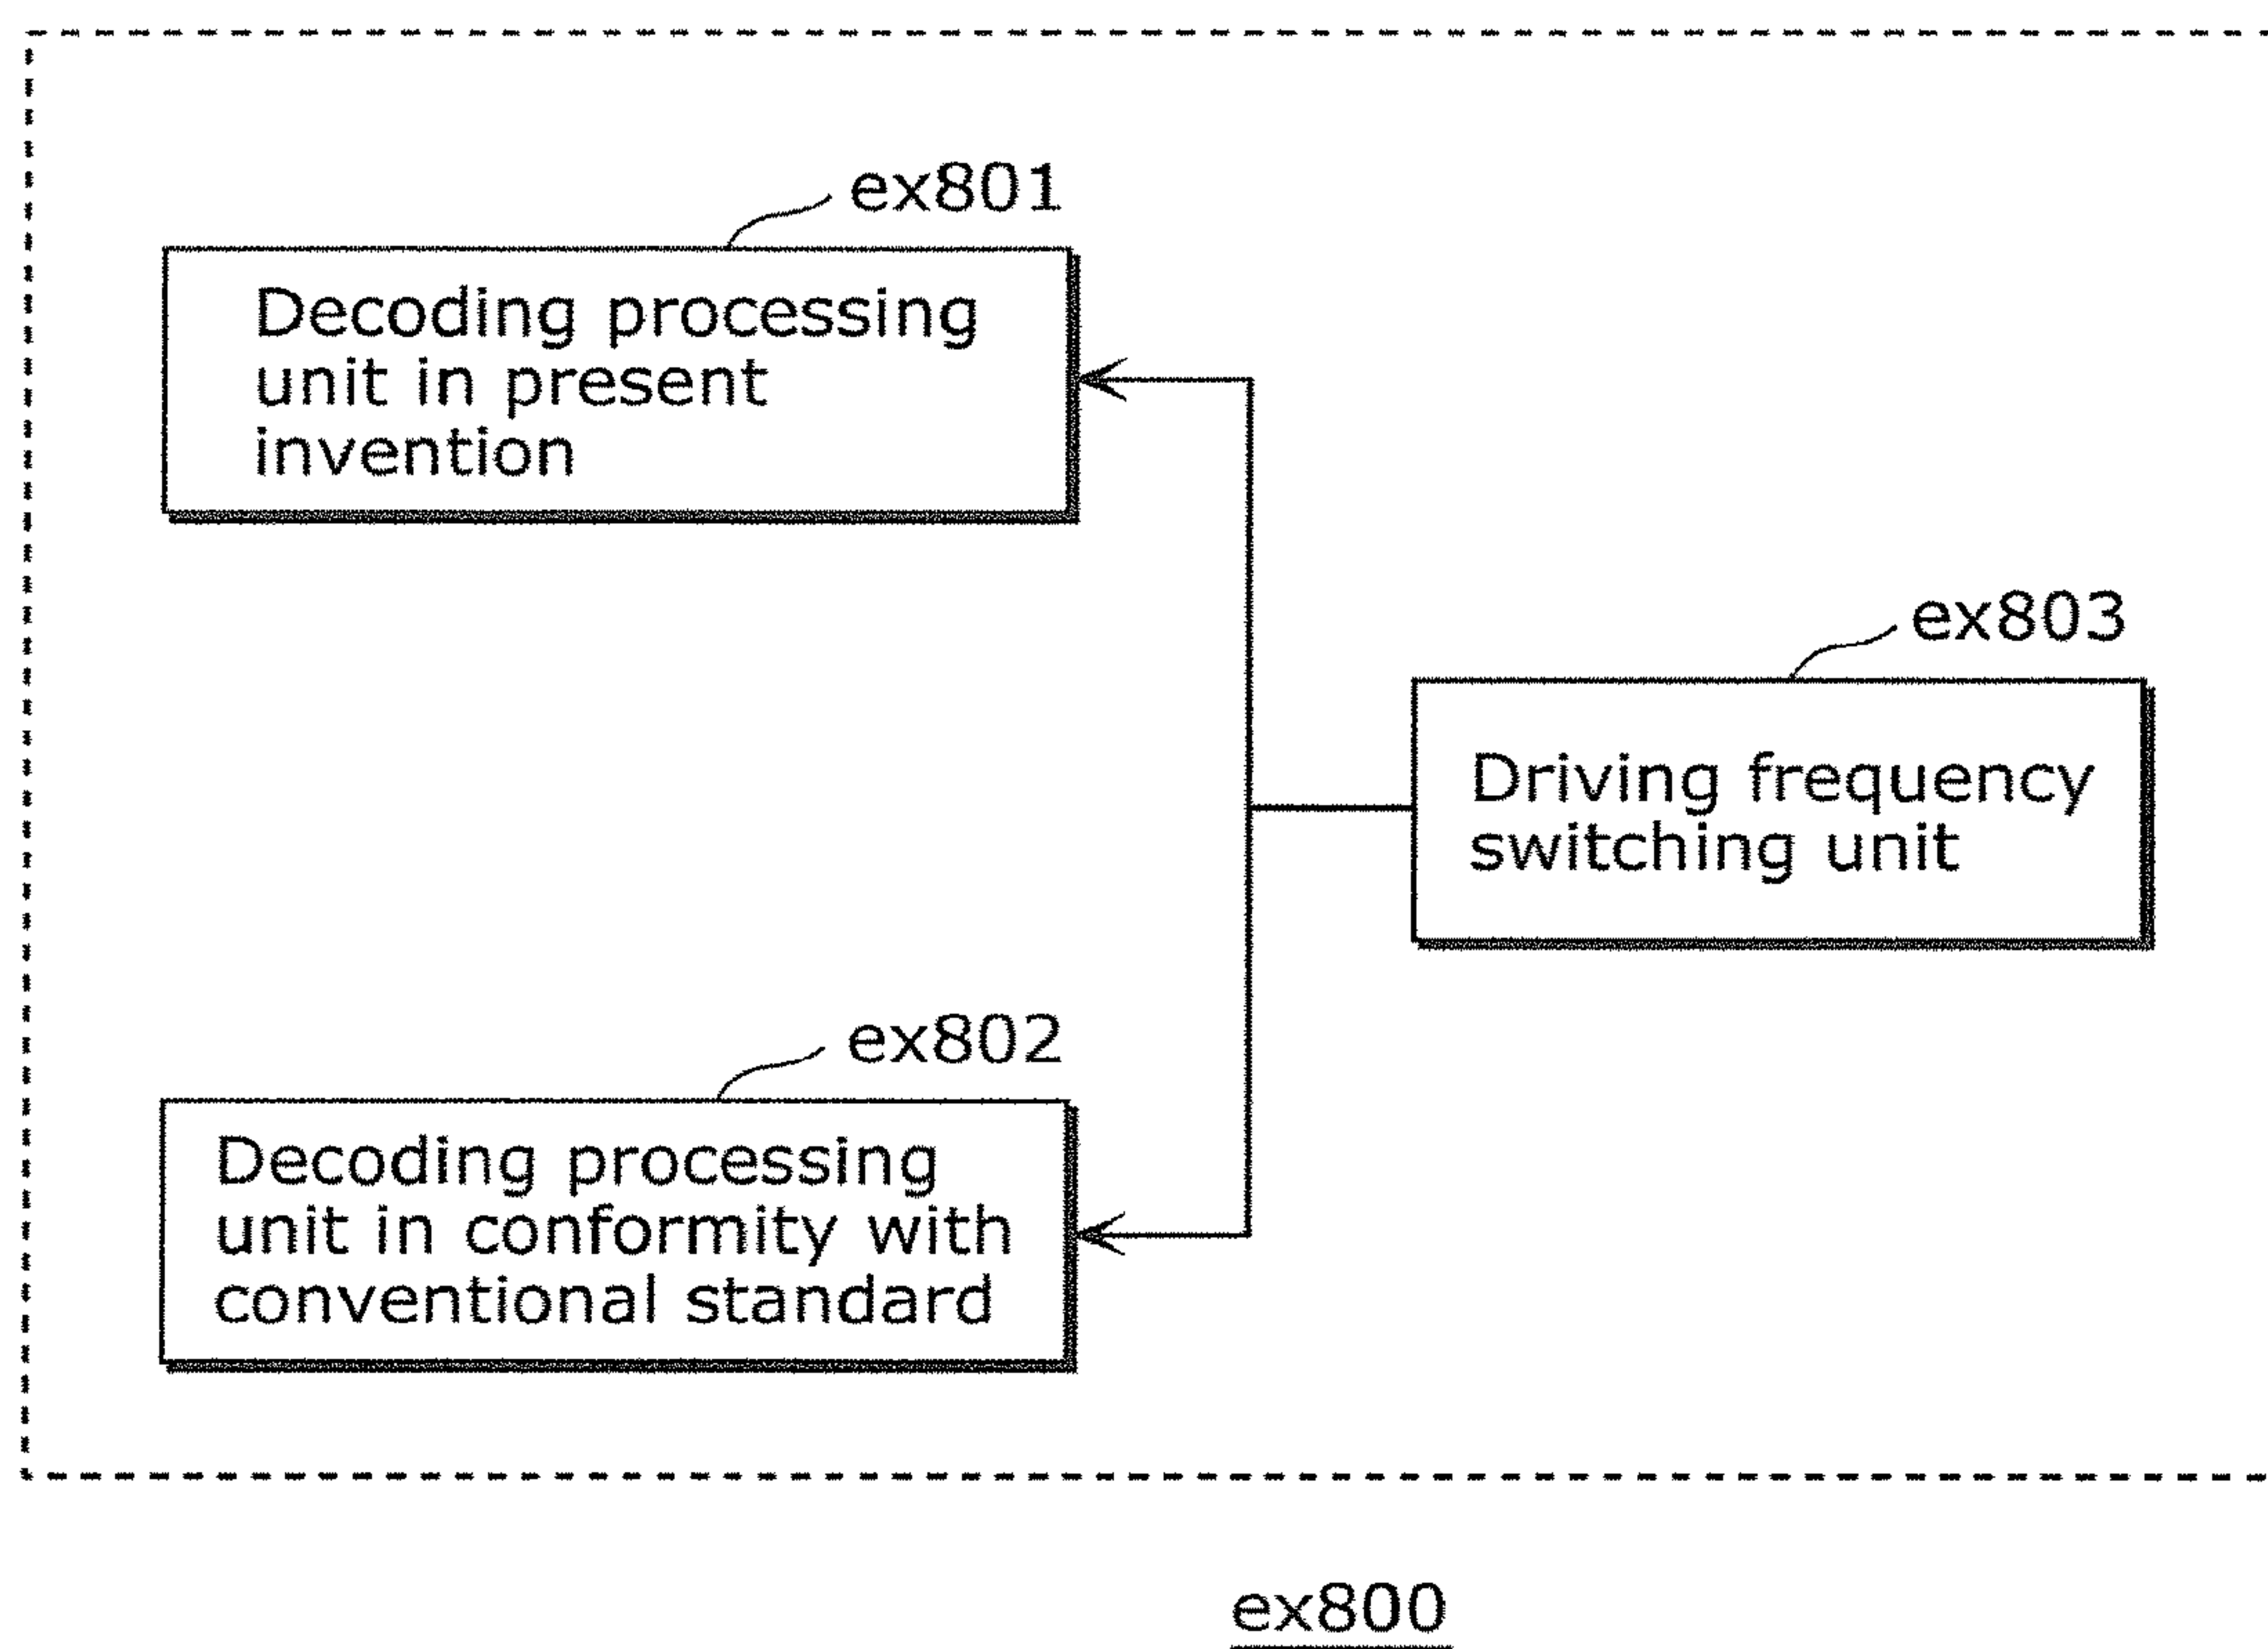 ex801
Decoding processing
unit in present
invention
ex803
Driving frequency
switching unit
ex802
Decoding processing
unit in conformity with
conventional standard
ex800